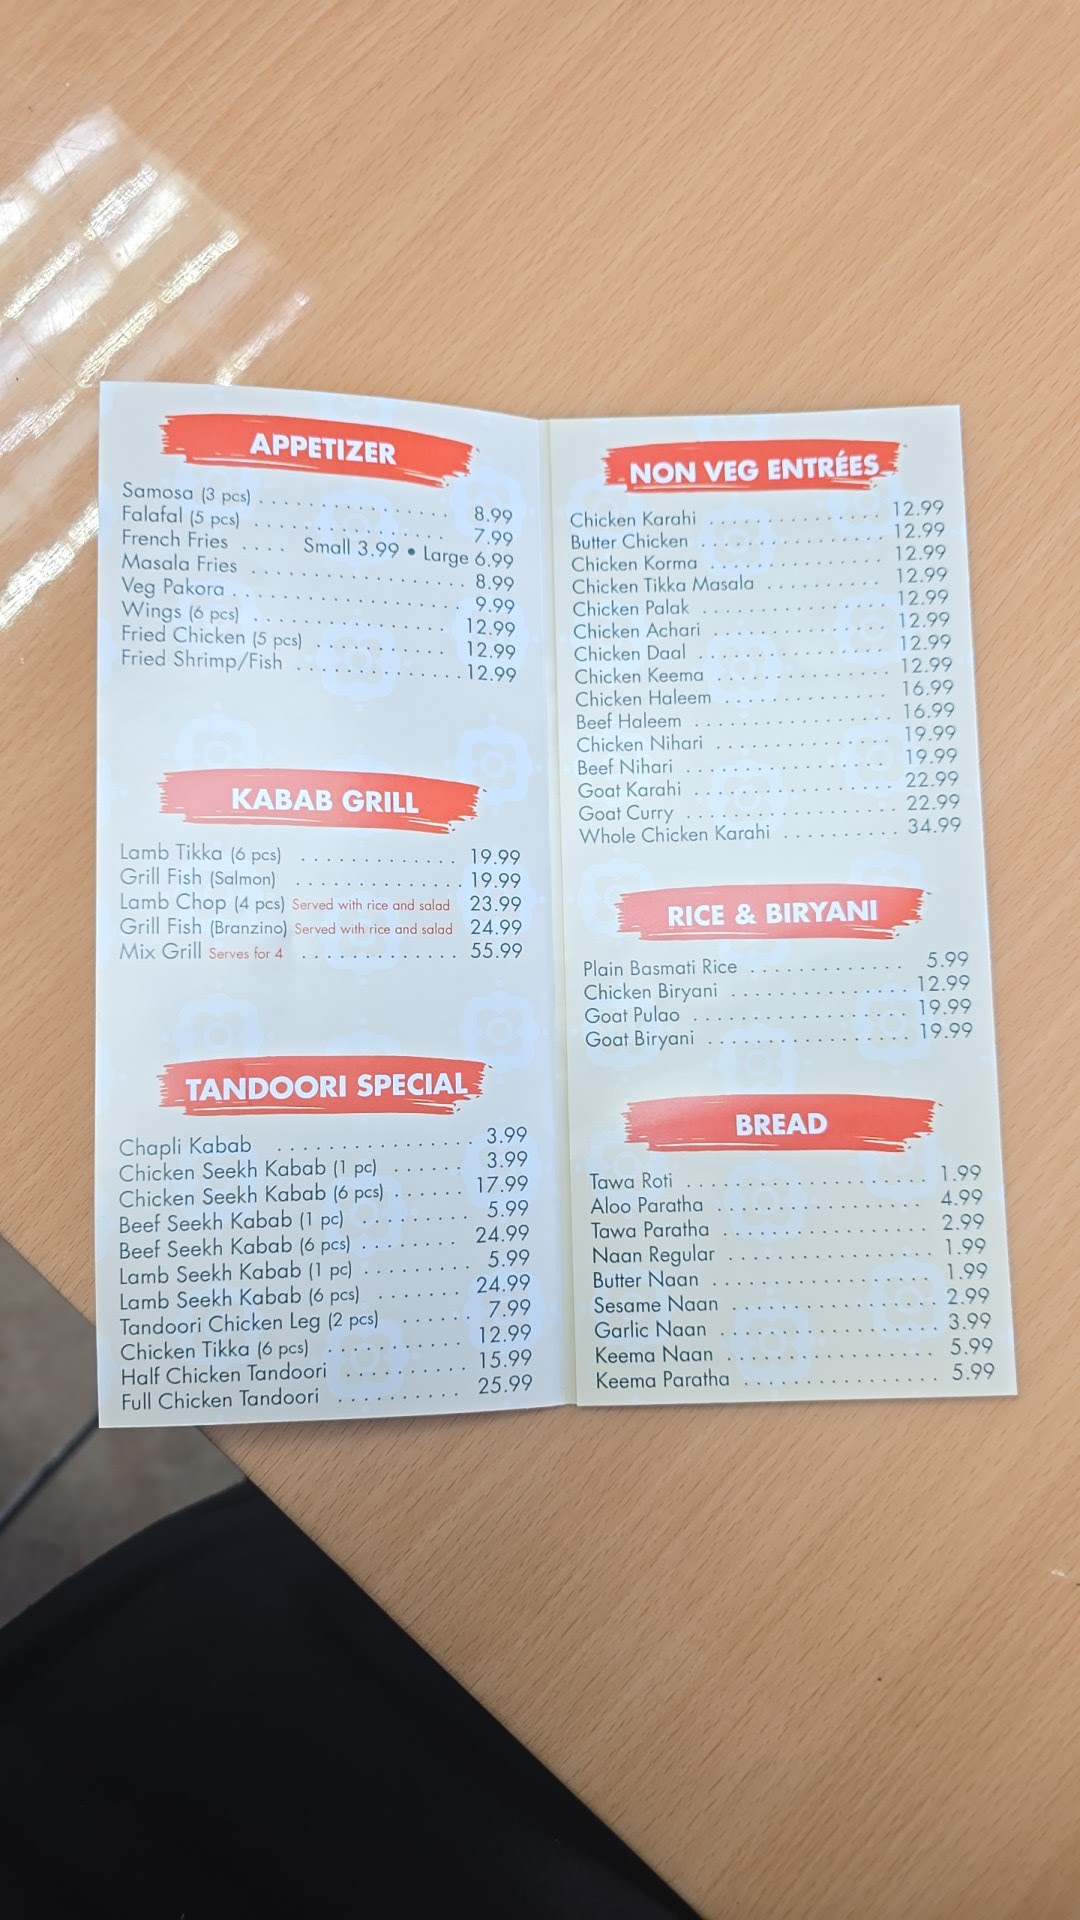 APPETIZER
Samosa (3 pcs) . . . . . . . . . . . . . . . 8.99
Falafal (5 pcs) . . . . . . . . . . . . . . . 7.99
French Fries . . . . Small 3.99 • Large 6.99
Masala Fries . . . . . . . . . . . . . . . . . 8.99
Veg Pakora . . . . . . . . . . . . . . . . . . 9.99
Wings (6 pcs) . . . . . . . . . . . . . . . 12.99
Fried Chicken (5 pcs) . . . . . . . . . . 12.99
Fried Shrimp/Fish . . . . . . . . . . . . . 12.99
KABAB GRILL
Lamb Tikka (6 pcs) . . . . . . . . . . . . . 19.99
Grill Fish (Salmon) . . . . . . . . . . . . . 19.99
Lamb Chop (4 pcs) Served with rice and salad 23.99
Grill Fish (Branzino) Served with rice and salad 24.99
Mix Grill Serves for 4 . . . . . . . . . . . . . 55.99
TANDOORI SPECIAL
Chapli Kabab . . . . . . . . . . . . . . . 3.99
Chicken Seekh Kabab (1 pc) . . . . . . 3.99
Chicken Seekh Kabab (6 pcs) . . . . . . 17.99
Beef Seekh Kabab (1 pc) . . . . . . . . . 5.99
Beef Seekh Kabab (6 pcs) . . . . . . . . 24.99
Lamb Seekh Kabab (1 pc) . . . . . . . . . 5.99
Lamb Seekh Kabab (6 pcs) . . . . . . . 24.99
Tandoori Chicken Leg (2 pcs) . . . . . . 7.99
Chicken Tikka (6 pcs) . . . . . . . . . . . 12.99
Half Chicken Tandoori . . . . . . . . . . 15.99
Full Chicken Tandoori . . . . . . . . . . 25.99
NON VEG ENTRÉES
Chicken Karahi . . . . . . . . . . . . . . . 12.99
Butter Chicken . . . . . . . . . . . . . . . . 12.99
Chicken Korma . . . . . . . . . . . . . . . 12.99
Chicken Tikka Masala . . . . . . . . . . 12.99
Chicken Palak . . . . . . . . . . . . . . . . 12.99
Chicken Achari . . . . . . . . . . . . . . . 12.99
Chicken Daal . . . . . . . . . . . . . . . . 12.99
Chicken Keema . . . . . . . . . . . . . . . 12.99
Chicken Haleem . . . . . . . . . . . . . . 16.99
Beef Haleem . . . . . . . . . . . . . . . . . 16.99
Chicken Nihari . . . . . . . . . . . . . . . 19.99
Beef Nihari . . . . . . . . . . . . . . . . . 19.99
Goat Karahi . . . . . . . . . . . . . . . . . 22.99
Goat Curry . . . . . . . . . . . . . . . . . . 22.99
Whole Chicken Karahi . . . . . . . . . . 34.99
RICE & BIRYANI
Plain Basmati Rice . . . . . . . . . . . . . 5.99
Chicken Biryani . . . . . . . . . . . . . . . 12.99
Goat Pulao . . . . . . . . . . . . . . . . . . 19.99
Goat Biryani . . . . . . . . . . . . . . . . . 19.99
BREAD
Tawa Roti . . . . . . . . . . . . . . . . . . . . 1.99
Aloo Paratha . . . . . . . . . . . . . . . . . 4.99
Tawa Paratha . . . . . . . . . . . . . . . . . 2.99
Naan Regular . . . . . . . . . . . . . . . . . 1.99
Butter Naan . . . . . . . . . . . . . . . . . . 1.99
Sesame Naan . . . . . . . . . . . . . . . . . 2.99
Garlic Naan . . . . . . . . . . . . . . . . . . 3.99
Keema Naan . . . . . . . . . . . . . . . . . 5.99
Keema Paratha . . . . . . . . . . . . . . . . 5.99